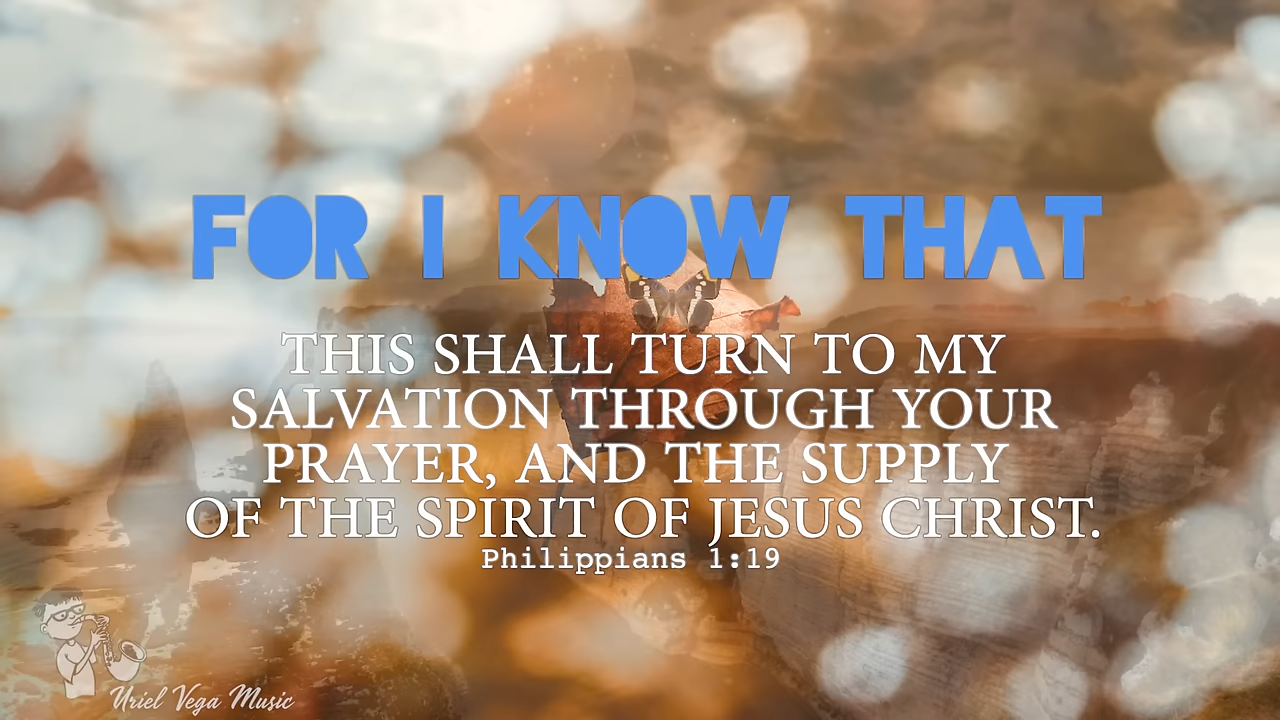 FOR I KNOW THAT
THIS SHALL TURN TO MY
SALVATION THROUGH YOUR
PRAYER, AND THE SUPPLY
OF THE SPIRIT OF JESUS CHRIST.
Philippians 1:19
Uriel Vega Music